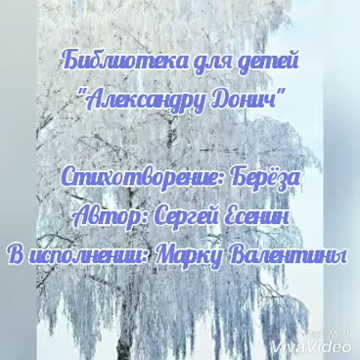 Библиотека для детей
"Александру Донич"
Стихотворение: Берёза
Автор: Сергей Есенин
В исполнении: Марку Валентины
VivaVideo